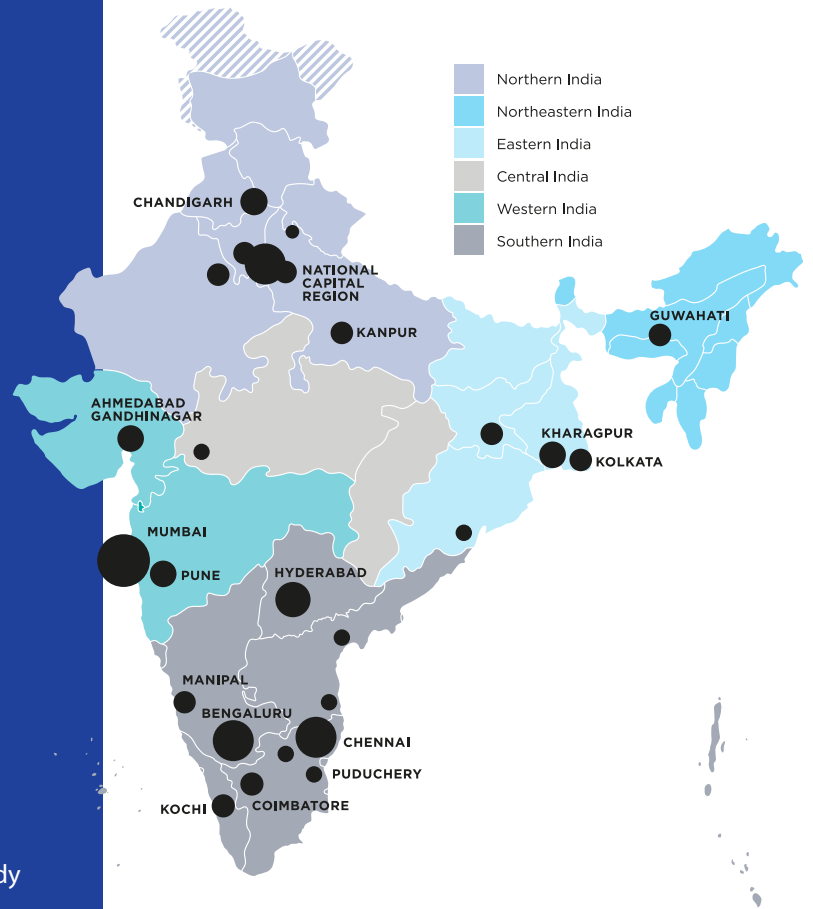 Northern India
Northeastern India
Eastern India
Central India
Western India
Southern India
CHANDIGARH
NATIONAL
CAPITAL
REGION
KANPUR
GUWAHATI
AHMEDABAD
GANDHINAGAR
KHARAGPUR
KOLKATA
MUMBAI
PUNE
HYDERABAD
MANIPAL
BENGALURU
CHENNAI
PUDUCHERY
COIMBATORE
KOCHI
dy